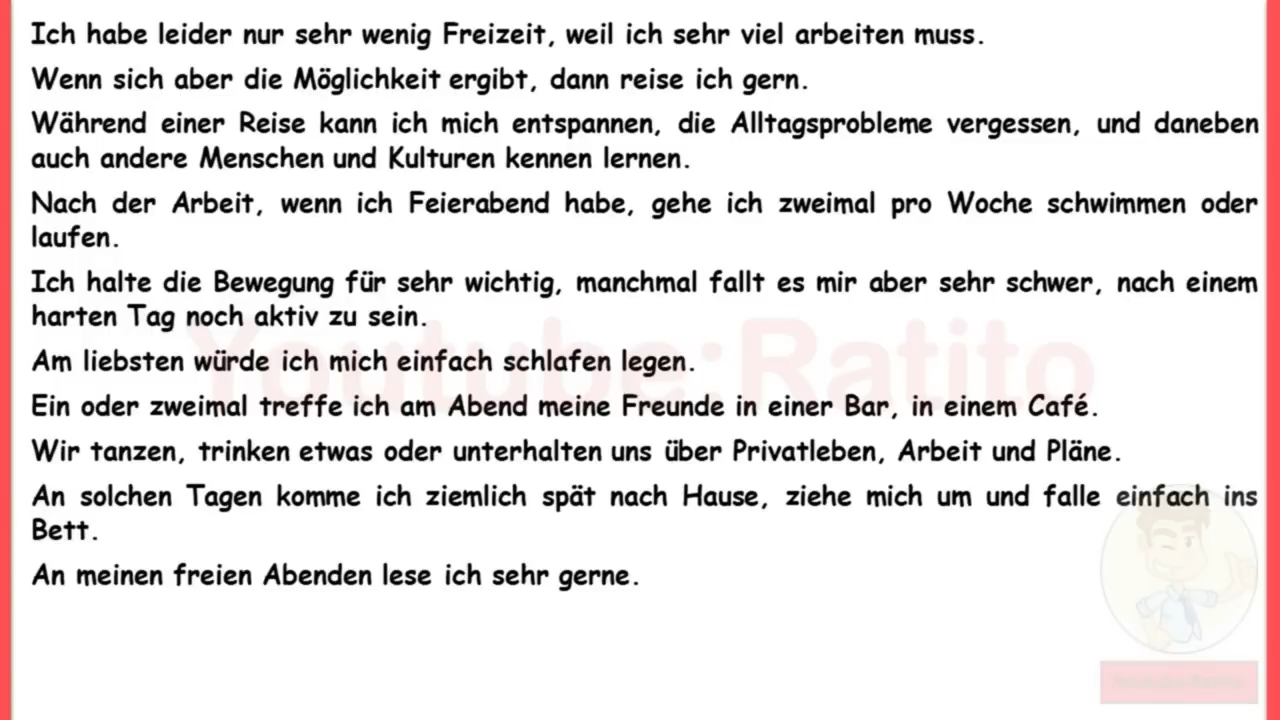 Ich habe leider nur sehr wenig Freizeit, weil ich sehr viel arbeiten muss.
Wenn sich aber die Möglichkeit ergibt, dann reise ich gern.
Während einer Reise kann ich mich entspannen, die Alltagsprobleme vergessen, und daneben
auch andere Menschen und Kulturen kennen lernen.
Nach der Arbeit, wenn ich Feierabend habe, gehe ich zweimal pro Woche schwimmen oder
laufen.
Ich halte die Bewegung für sehr wichtig, manchmal fallt es mir aber sehr schwer, nach einem
harten Tag noch aktiv zu sein.
Youtube:Ratito
Am liebsten würde ich mich einfach schlafen legen.
Ein oder zweimal treffe ich am Abend meine Freunde in einer Bar, in einem Café.
Wir tanzen, trinken etwas oder unterhalten uns über Privatleben, Arbeit und Pläne.
An solchen Tagen komme ich ziemlich spät nach Hause, ziehe mich um und falle einfach ins
Bett.
An meinen freien Abenden lese ich sehr gerne.